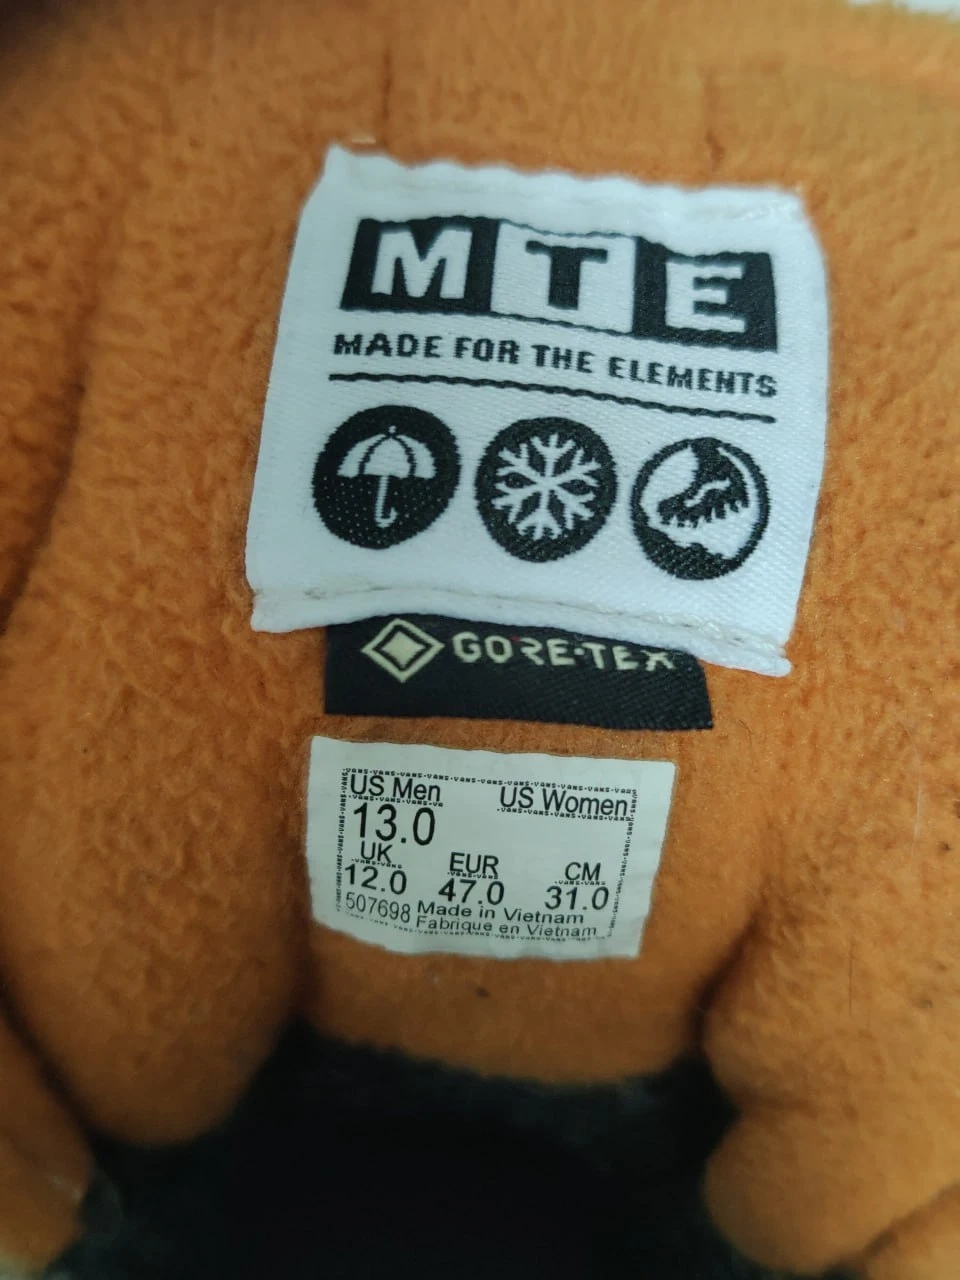 MTE
MADE FOR THE ELEMENTS
GORE-TEX
US Men US Women
13.0
UK EUR CM
12.0 47.0 31.0
507698 Made in Vietnam
Fabrique en Vietnam